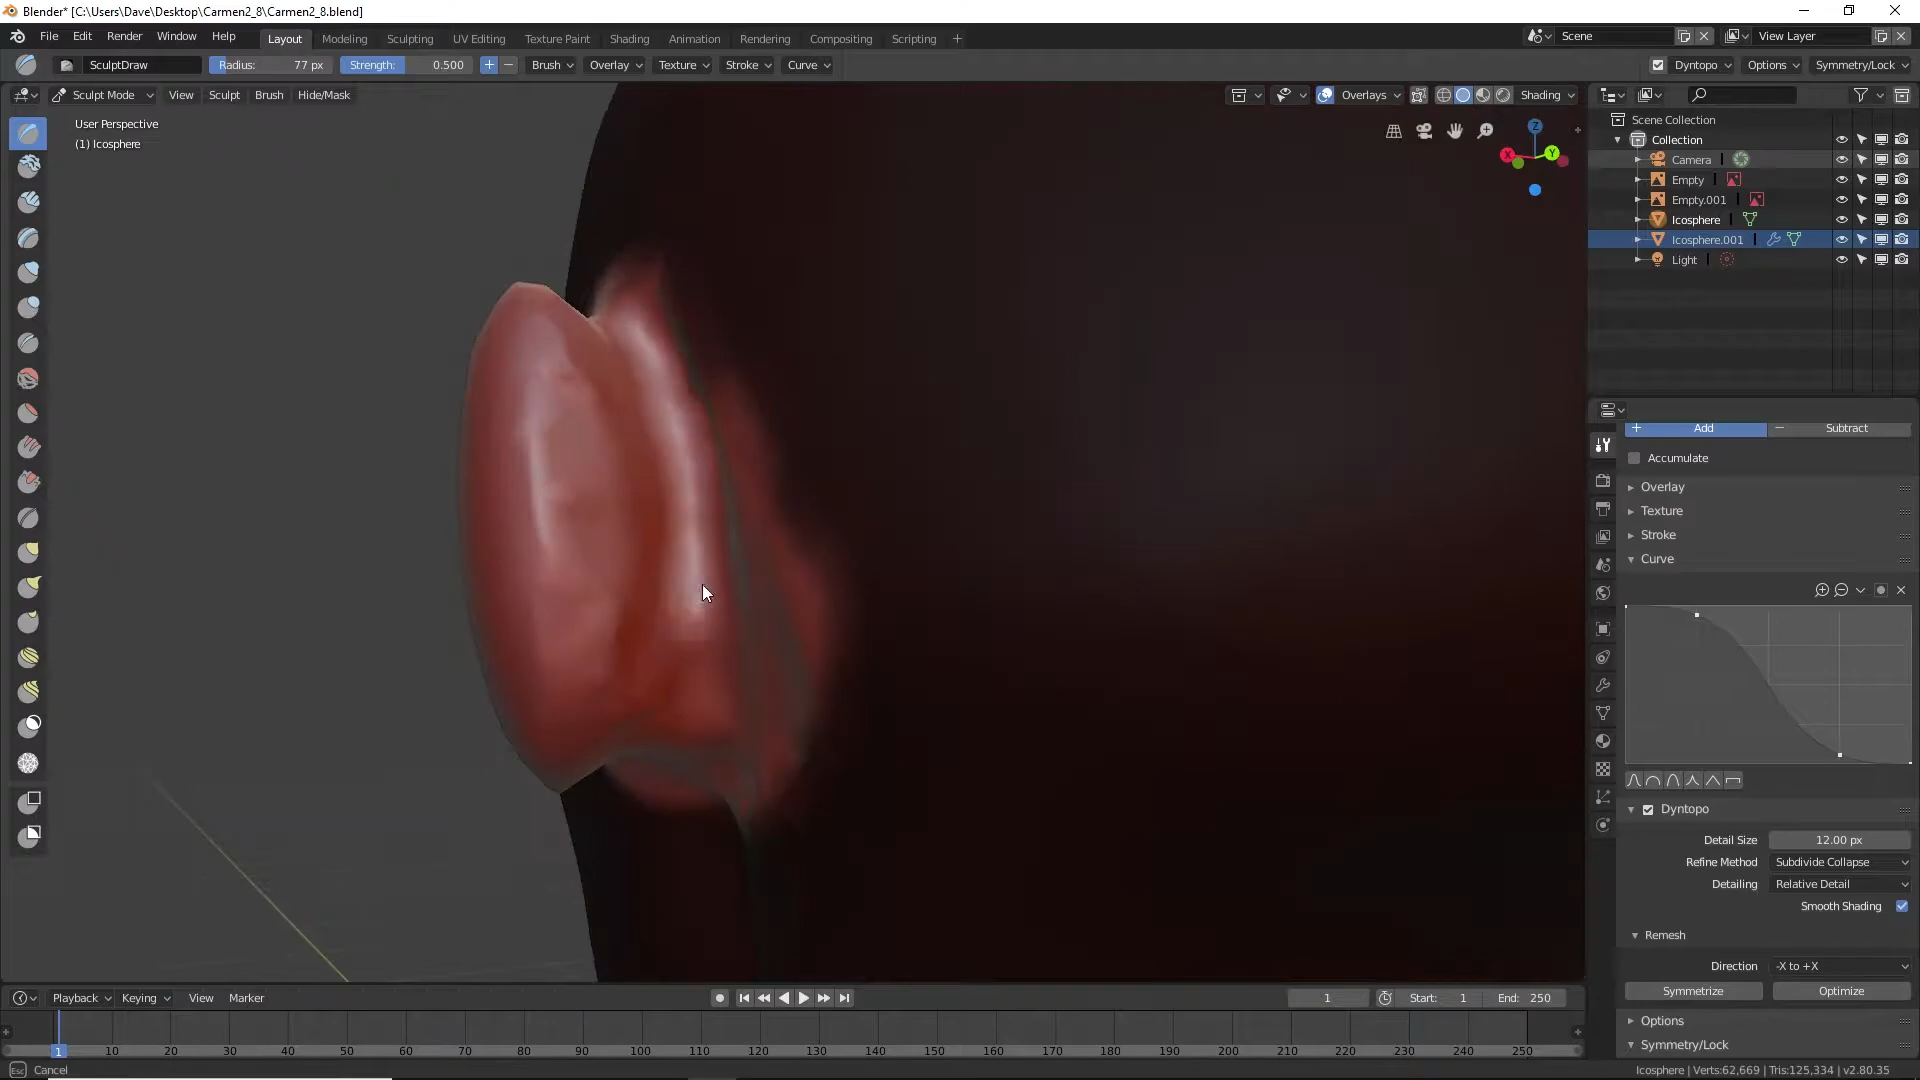 Blender* [C:\Users\Dave\Desktop\Carmen2_8\Carmen2_8.blend]
File Edit Render Window Help Layout Modeling Sculpting UV Editing Texture Paint Shading Animation Rendering Compositing Scripting + Scene View Layer
SculptDraw Radius: 77 px Strength: 0.500 + − Brush Overlay Texture Stroke Curve Dyntopo Options Symmetry/Lock
Sculpt Mode View Sculpt Brush Hide/Mask Overlays Shading
User Perspective
(1) Icosphere
Z
X
Y
Scene Collection
Collection
Camera
Empty
Empty.001
Icosphere
Icosphere.001
Light
+ Add − Subtract
Accumulate
Overlay
Texture
Stroke
Curve
Dyntopo
Detail Size 12.00 px
Refine Method Subdivide Collapse
Detailing Relative Detail
Smooth Shading
Remesh
Direction -X to +X
Symmetrize Optimize
Options
Symmetry/Lock
Playback Keying View Marker 1 Start: 1 End: 250
1 10 20 30 40 50 60 70 80 90 100 110 120 130 140 150 160 170 180 190 200 210 220 230 240 250
Esc Cancel
Icosphere | Verts:62,669 | Tris:125,334 | v2.80.35